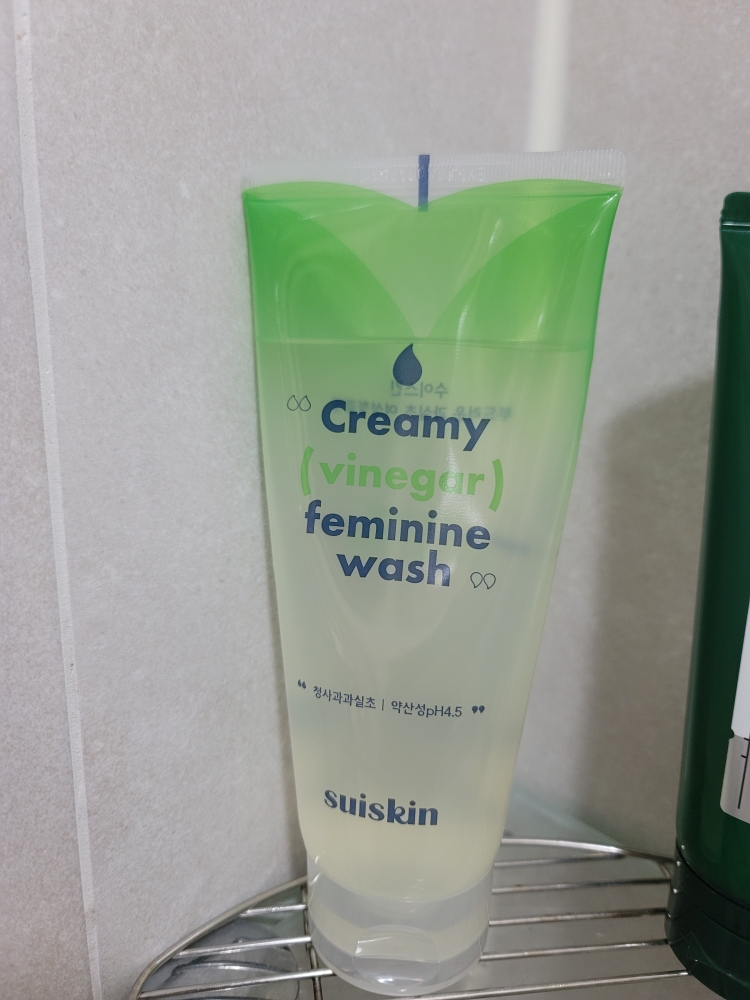 Creamy
(vinegar)
feminine
wash
“ 청사과과실초 | 약산성pH4.5 ”
suiskin